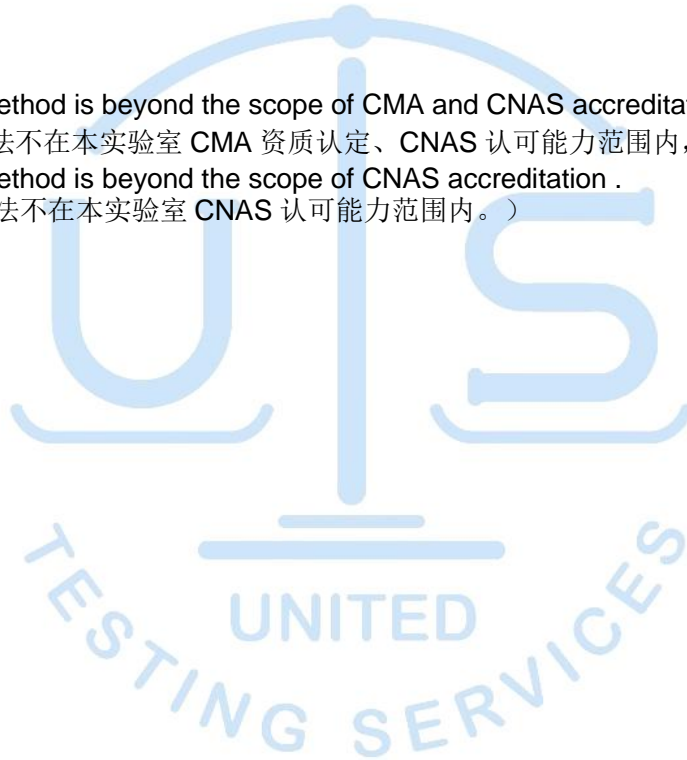 ethod is beyond the scope of CMA and CNAS accredita
法不在本实验室 CMA 资质认定、CNAS 认可能力范围内，
ethod is beyond the scope of CNAS accreditation .
法不在本实验室 CNAS 认可能力范围内。）
U S
UNITED
TESTING SERVICES